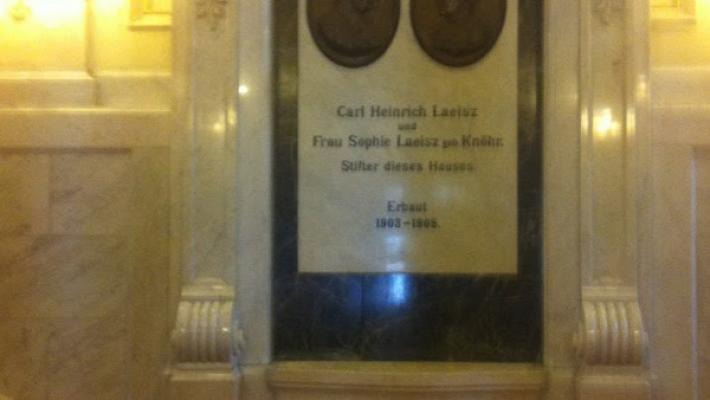 Carl Heinrich Laeisz
und
Frau Sophie Laeisz geb. Knöhr.
Stifter dieses Hauses.
Erbaut
1903-1908.